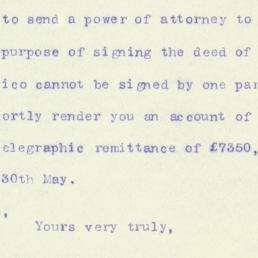 to send a power of attorney to
purpose of signing the deed of
ico cannot be signed by one par
ortly render you an account of
elegraphic remittance of £7350,
30th May.
,
Yours very truly,